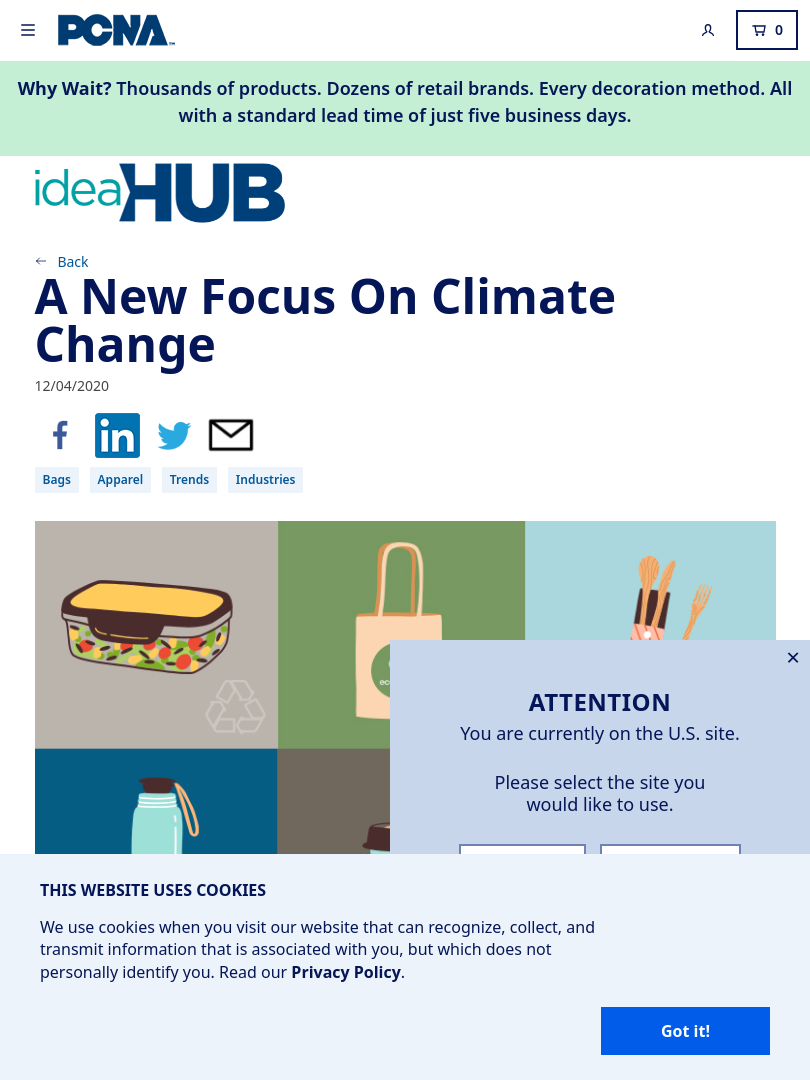 PCNA
0
Why Wait? Thousands of products. Dozens of retail brands. Every decoration method. All
with a standard lead time of just five business days.
ideaHUB
Back
A New Focus On Climate
Change
12/04/2020
Bags
Apparel
Trends
Industries
ATTENTION
You are currently on the U.S. site.
Please select the site you
would like to use.
THIS WEBSITE USES COOKIES
We use cookies when you visit our website that can recognize, collect, and
transmit information that is associated with you, but which does not
personally identify you. Read our Privacy Policy.
Got it!